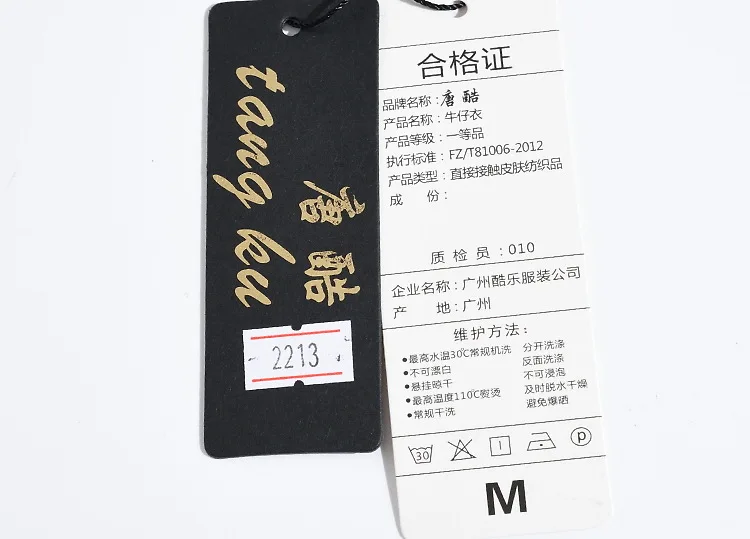 tang ku
唐酷
2213
合格证
品牌名称：唐酷
产品名称：牛仔衣
产品等级：一等品
执行标准：FZ/T81006-2012
产品类型：直接接触皮肤纺织品
成 份：
质 检 员：010
企业名称：广州酷乐服装公司
产 地：广州
维护方法：
●最高水温30℃常规机洗 分开洗涤
●不可漂白 反面洗涤
●悬挂晾干 不可浸泡
●最高温度110℃熨烫 及时脱水干燥
●常规干洗 避免爆晒
30
P
M